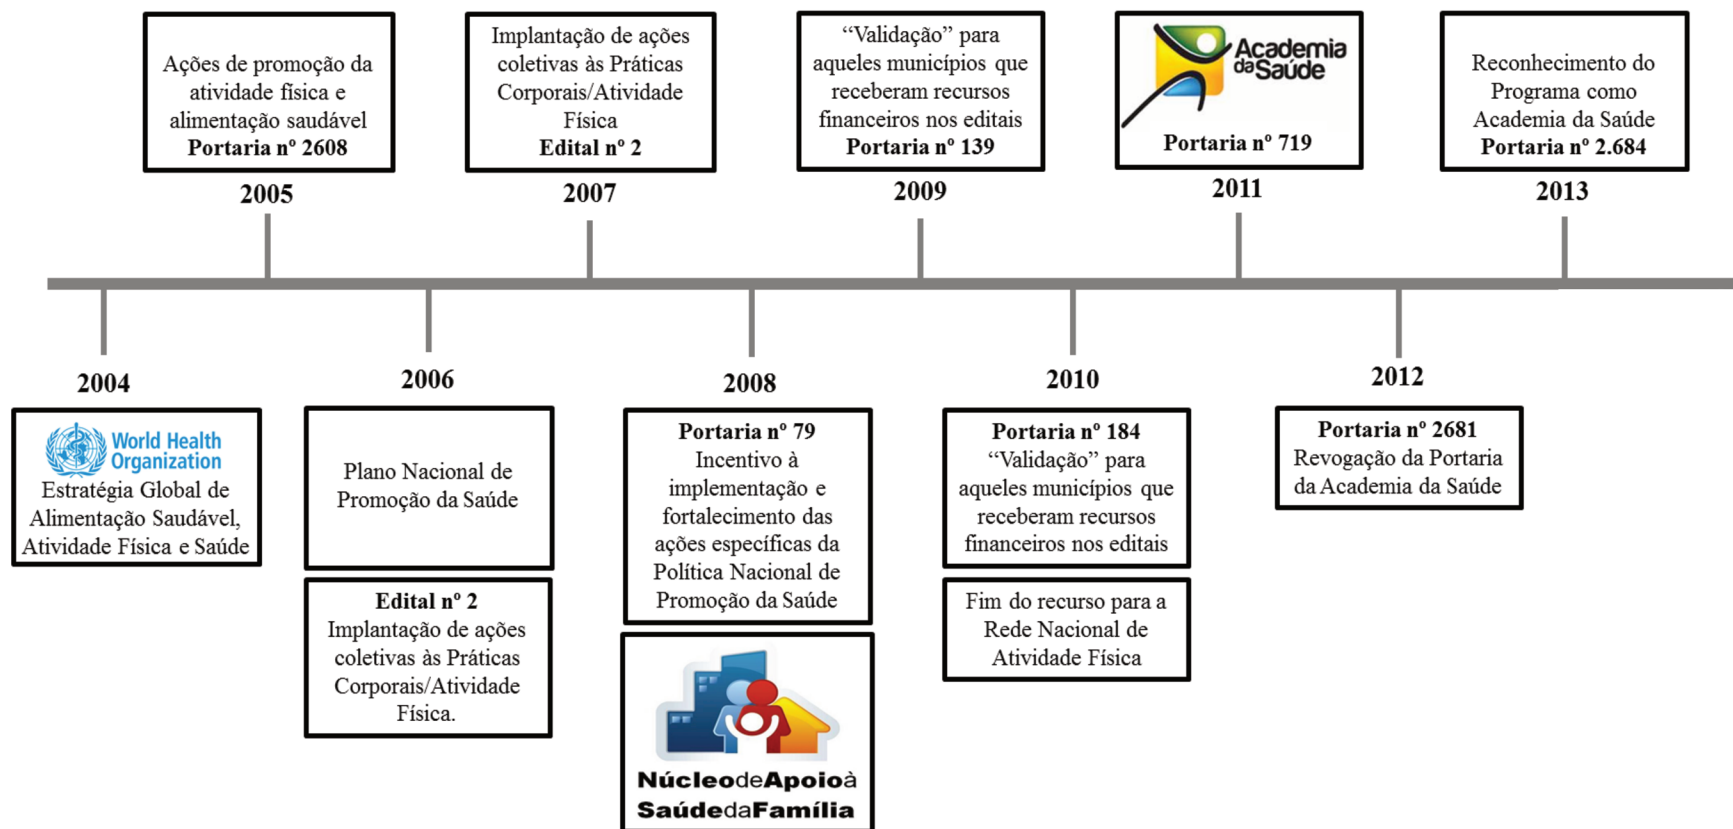 Ações de promoção da
atividade física e
alimentação saudável
Portaria nº 2608
2005
Implantação de ações
coletivas às Práticas
Corporais/Atividade
Física
Edital nº 2
2007
“Validação” para
aqueles municípios que
receberam recursos
financeiros nos editais
Portaria nº 139
2009
Academia
da Saúde
Portaria nº 719
2011
Reconhecimento do
Programa como
Academia da Saúde
Portaria nº 2.684
2013
2004
World Health
Organization
Estratégia Global de
Alimentação Saudável,
Atividade Física e Saúde
2006
Plano Nacional de
Promoção da Saúde
Edital nº 2
Implantação de ações
coletivas às Práticas
Corporais/Atividade
Física.
2008
Portaria nº 79
Incentivo à
implementação e
fortalecimento das
ações específicas da
Política Nacional de
Promoção da Saúde
Núcleo de Apoio à
Saúde da Família
2010
Portaria nº 184
“Validação” para
aqueles municípios que
receberam recursos
financeiros nos editais
Fim do recurso para a
Rede Nacional de
Atividade Física
2012
Portaria nº 2681
Revogação da Portaria
da Academia da Saúde